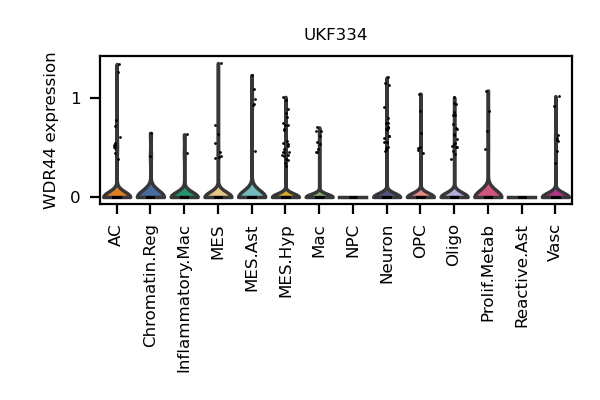 UKF334
WDR44 expression
1
0
AC
Chromatin.Reg
Inflammatory.Mac
MES
MES.Ast
MES.Hyp
Mac
NPC
Neuron
OPC
Oligo
Prolif.Metab
Reactive.Ast
Vasc